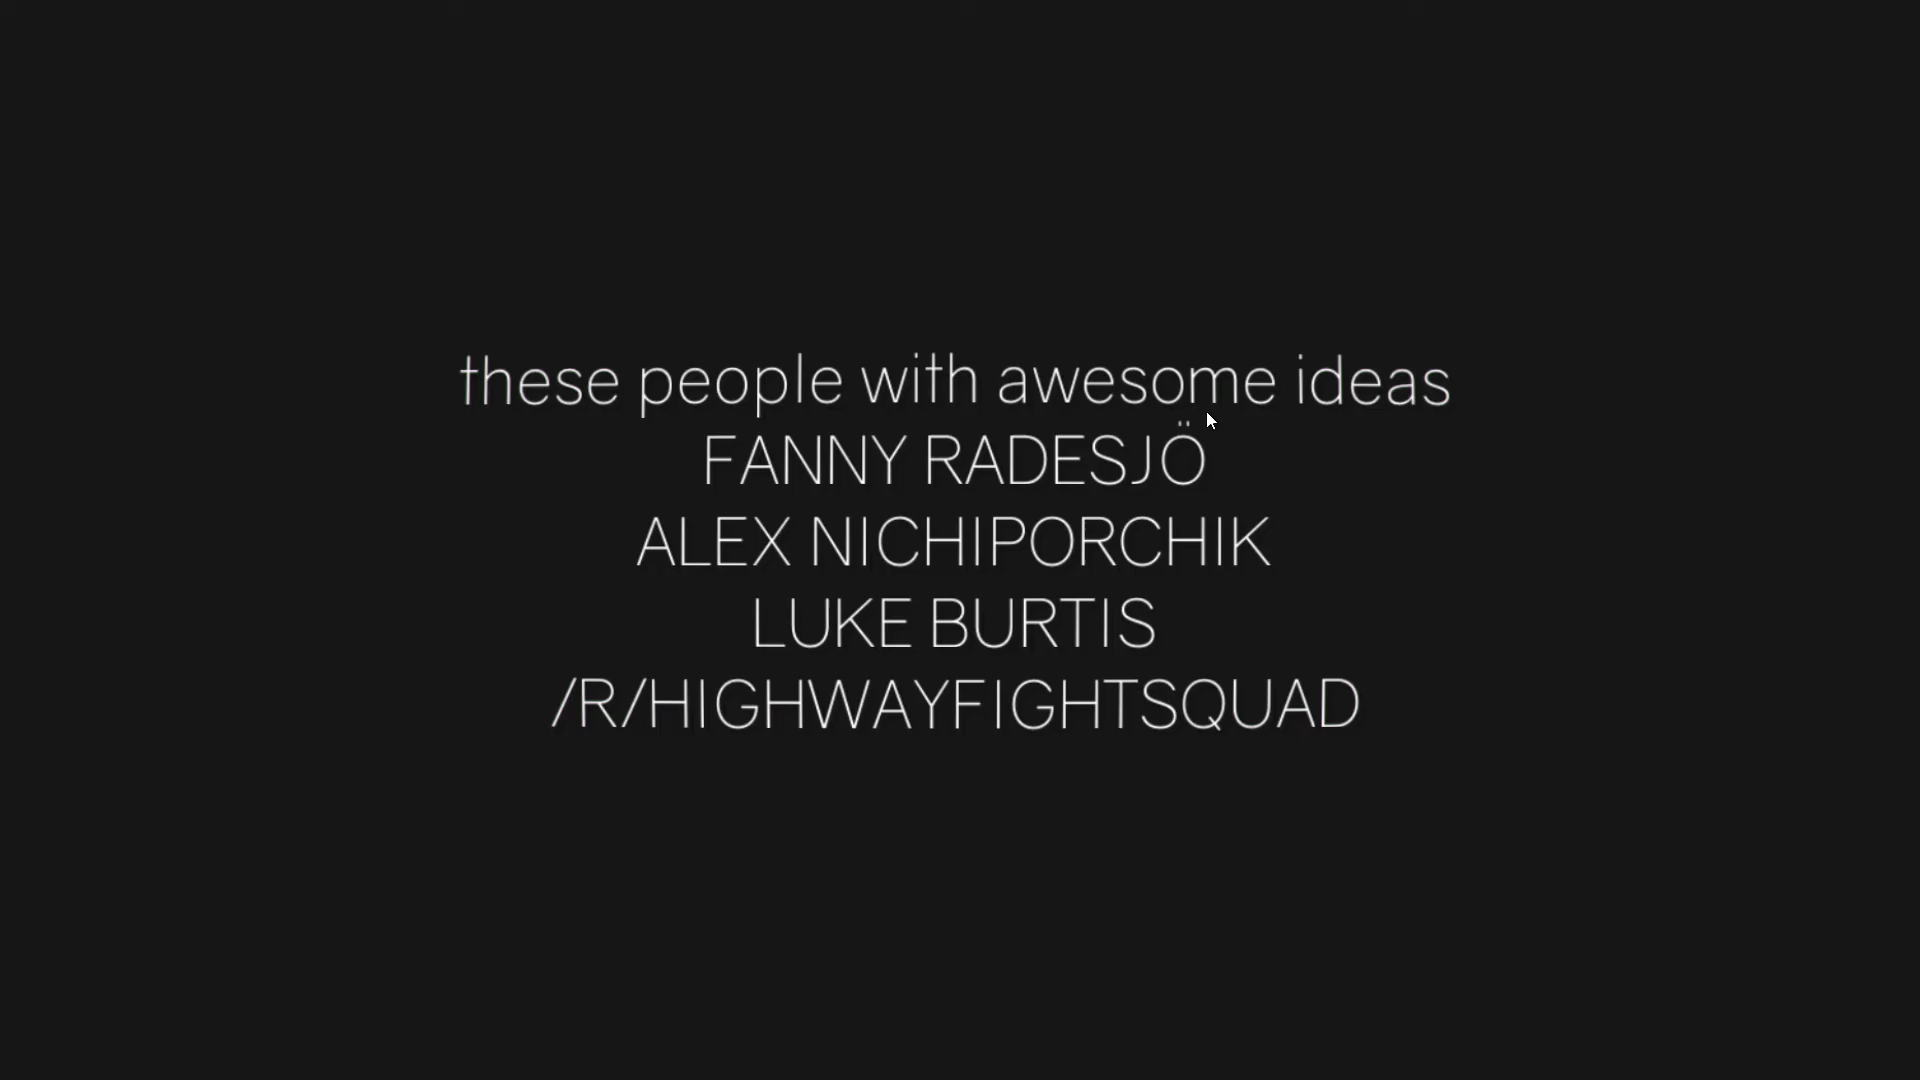 these people with awesome ideas
FANNY RADESJÖ
ALEX NICHIPORCHIK
LUKE BURTIS
/R/HIGHWAYFIGHTSQUAD